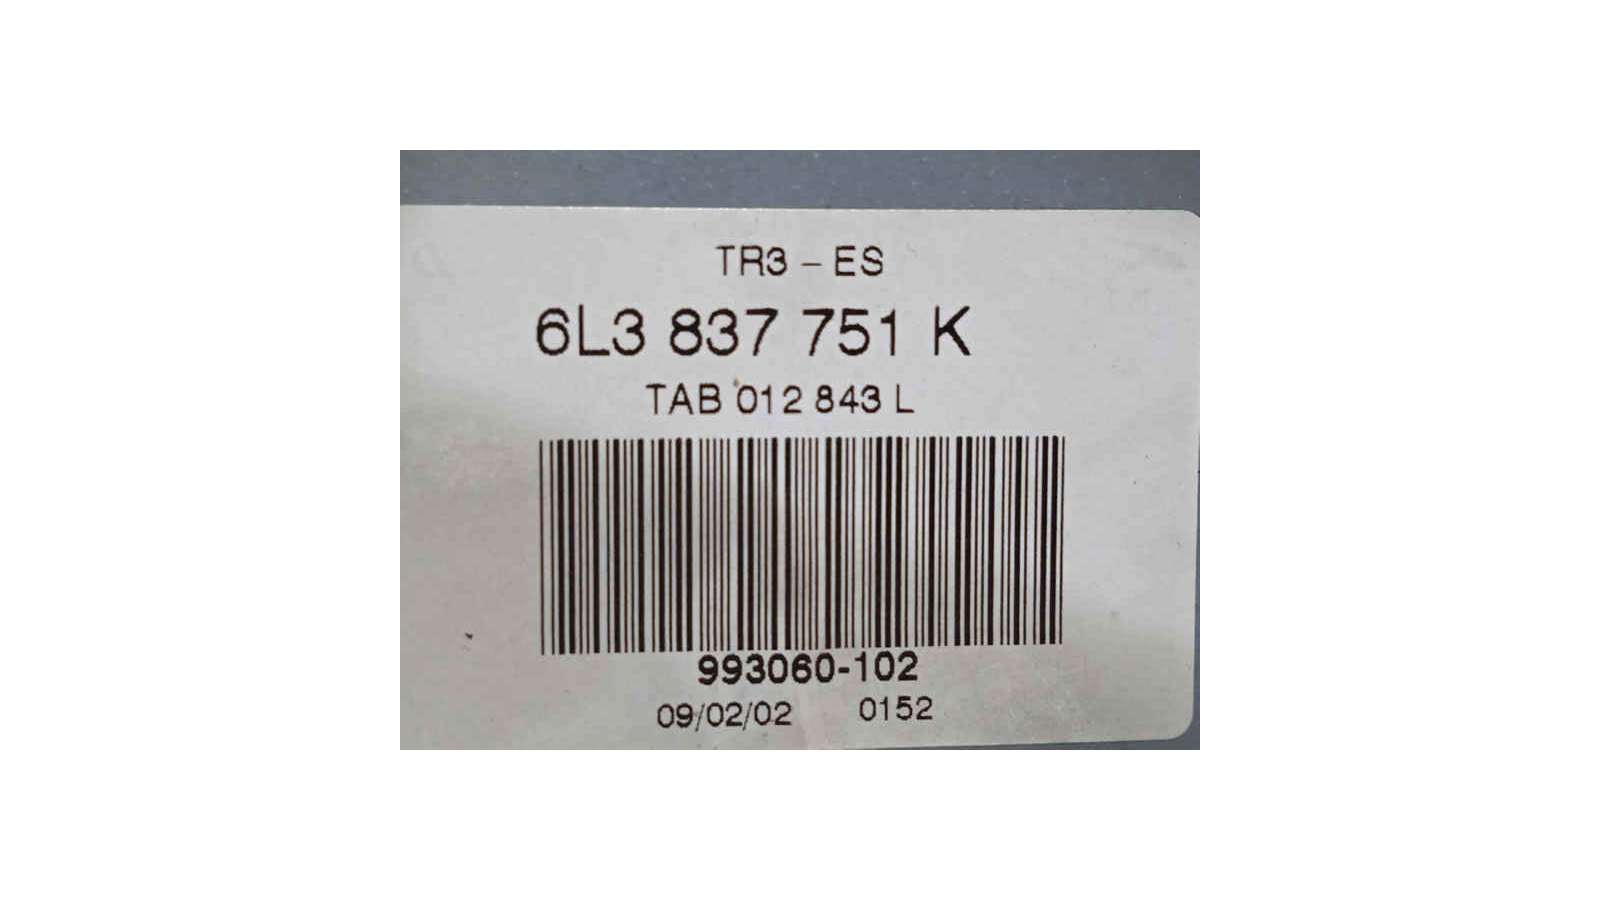 TR3 - ES
6L3 837 751 K
TAB 012 843 L
993060-102
09/02/02 0152